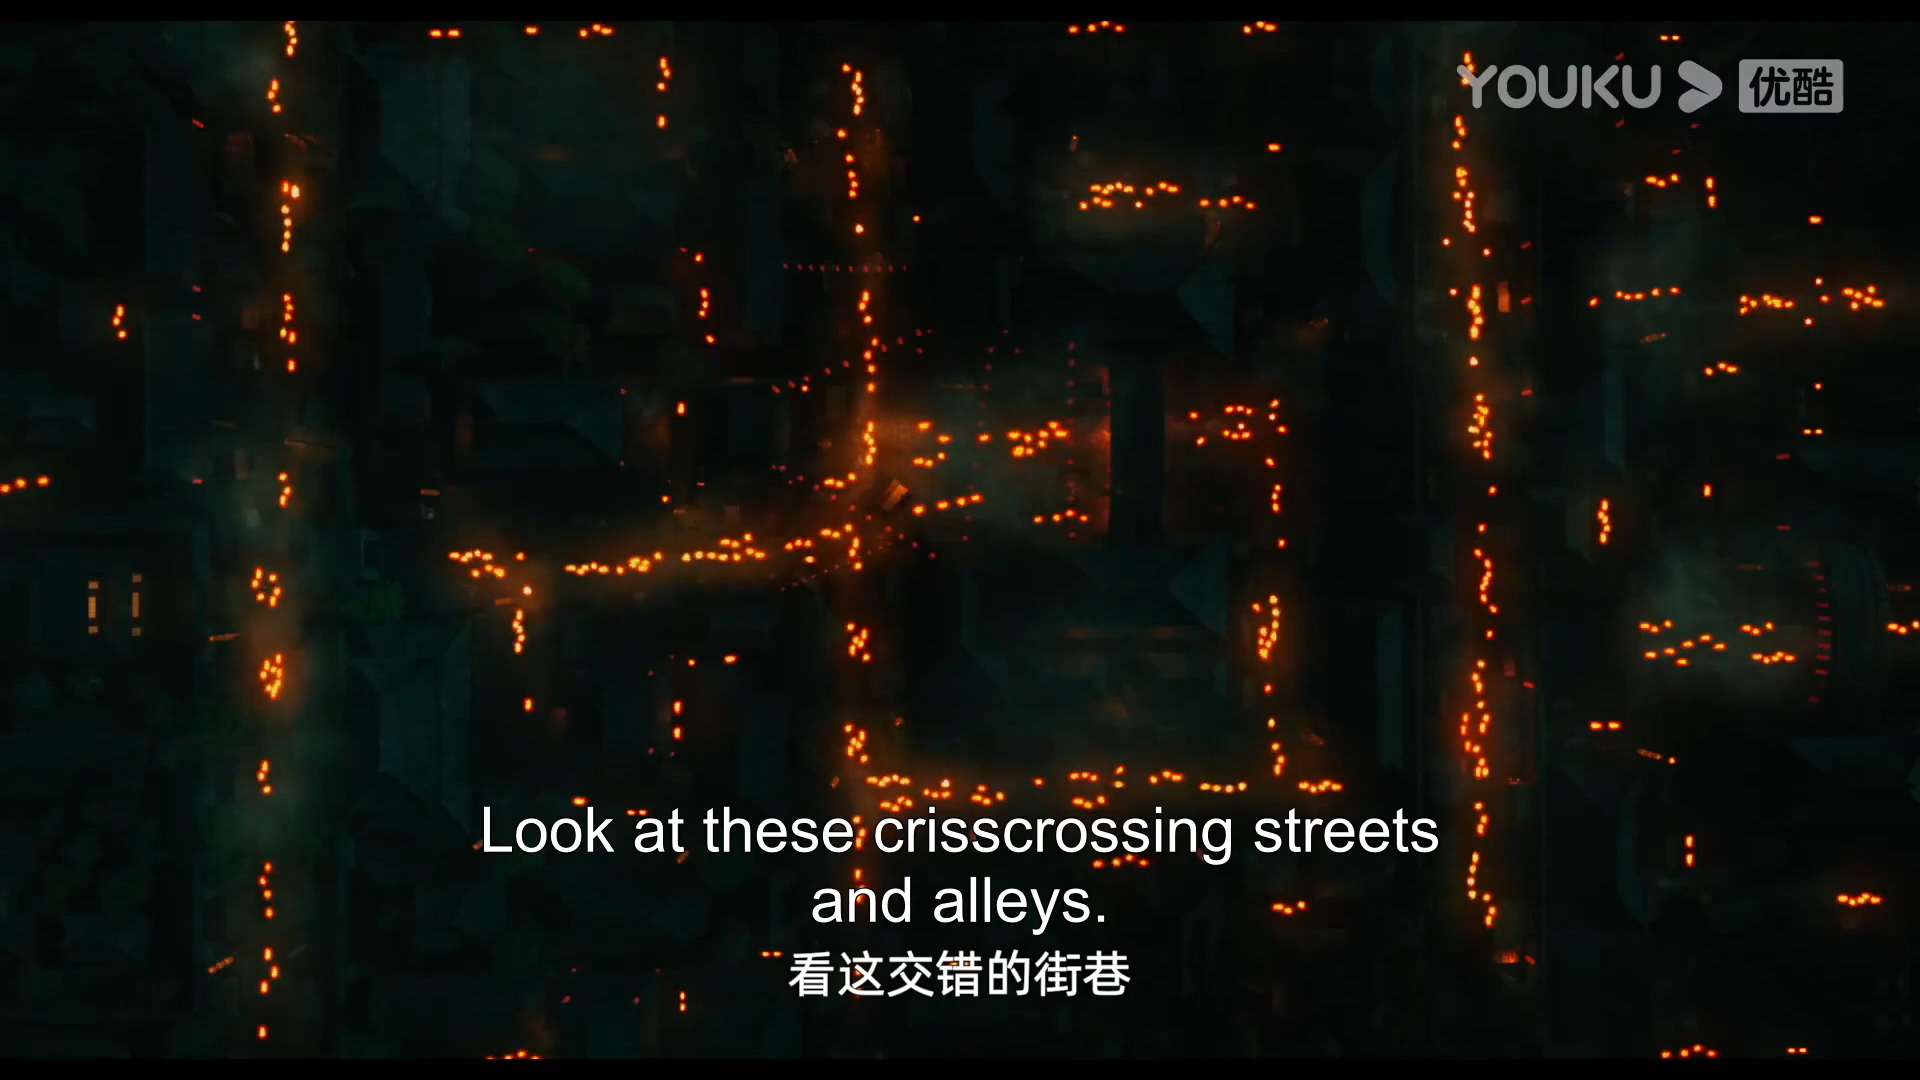 YOUKU 优酷
Look at these crisscrossing streets
and alleys.
看这交错的街巷